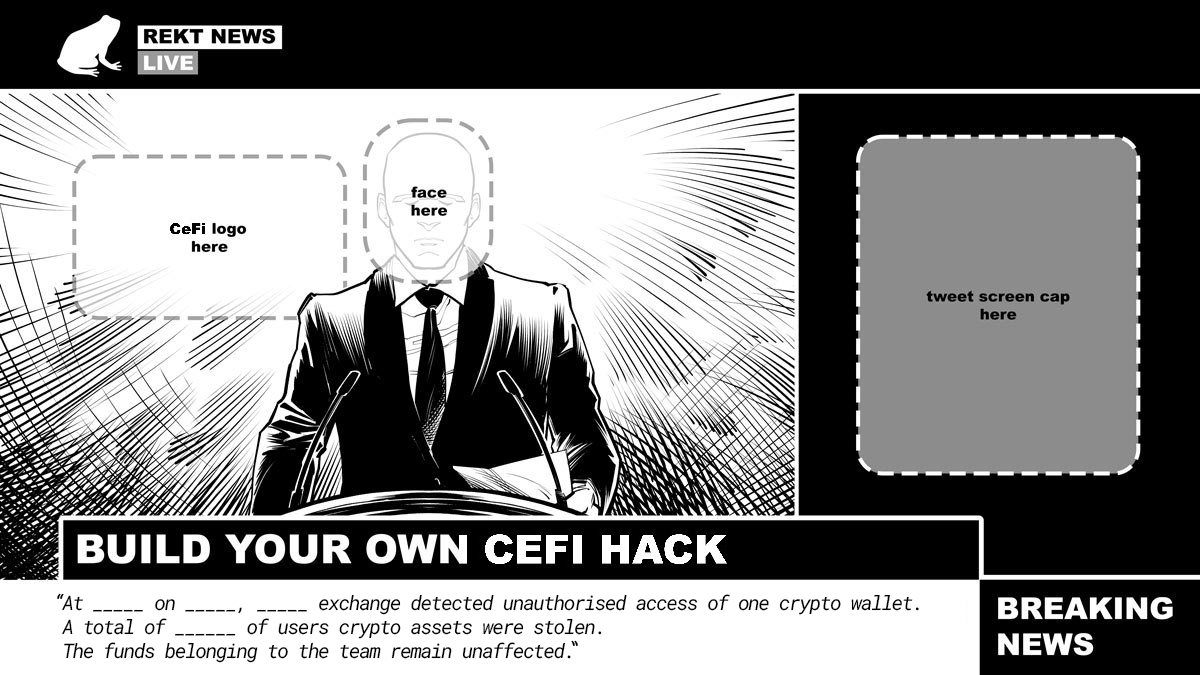 REKT NEWS
LIVE
CeFi logo
here
face
here
tweet screen cap
here
BUILD YOUR OWN CEFI HACK
“At _____ on _____, _____ exchange detected unauthorised access of one crypto wallet.
A total of ______ of users crypto assets were stolen.
The funds belonging to the team remain unaffected.“
BREAKING
NEWS